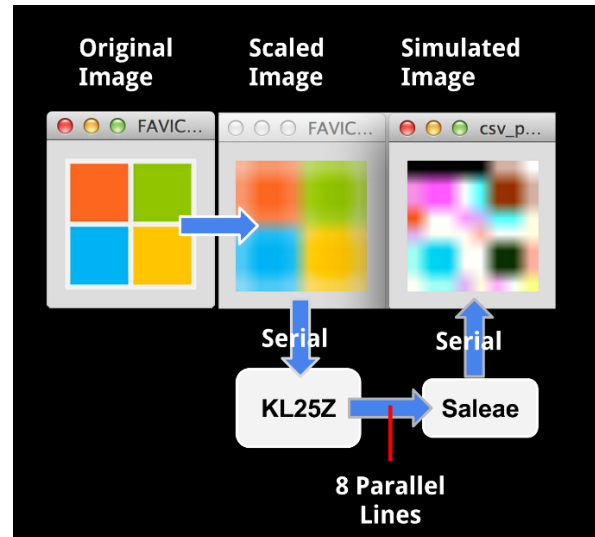 Original
Image
Scaled
Image
Simulated
Image
FAVIC...
FAVIC...
csv_p...
Serial
Serial
KL25Z
Saleae
8 Parallel
Lines